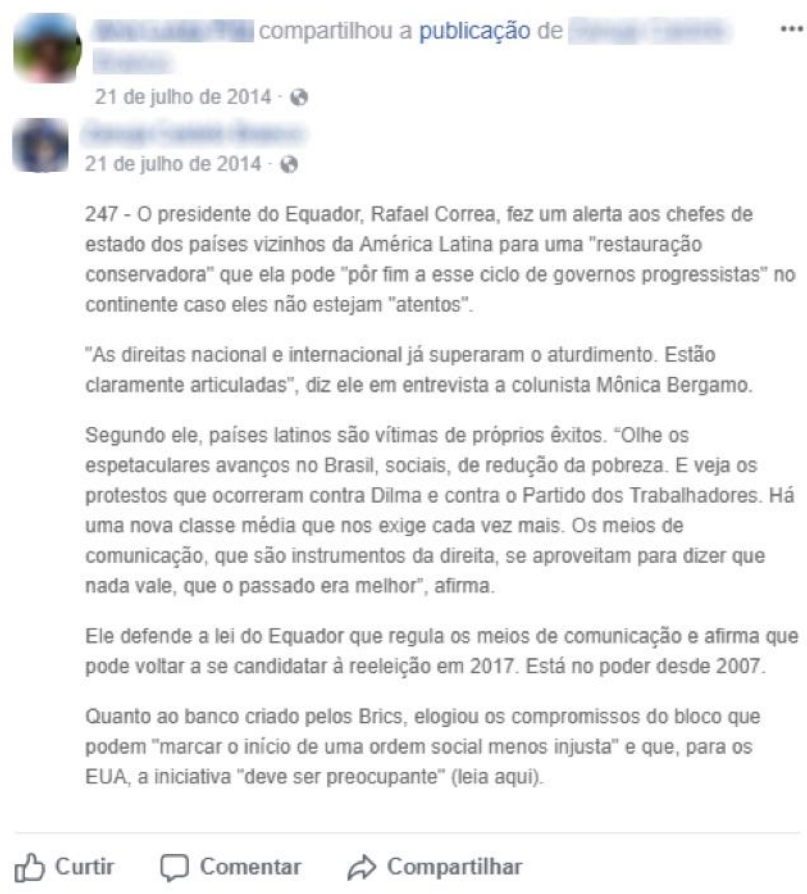 compartilhou a publicação de
21 de julho de 2014 ·
21 de julho de 2014 ·
247 - O presidente do Equador, Rafael Correa, fez um alerta aos chefes de
estado dos países vizinhos da América Latina para uma "restauração
conservadora" que ela pode "pôr fim a esse ciclo de governos progressistas" no
continente caso eles não estejam "atentos".
"As direitas nacional e internacional já superaram o aturdimento. Estão
claramente articuladas", diz ele em entrevista a colunista Mônica Bergamo.
Segundo ele, países latinos são vítimas de próprios êxitos. “Olhe os
espetaculares avanços no Brasil, sociais, de redução da pobreza. E veja os
protestos que ocorreram contra Dilma e contra o Partido dos Trabalhadores. Há
uma nova classe média que nos exige cada vez mais. Os meios de
comunicação, que são instrumentos da direita, se aproveitam para dizer que
nada vale, que o passado era melhor”, afirma.
Ele defende a lei do Equador que regula os meios de comunicação e afirma que
pode voltar a se candidatar à reeleição em 2017. Está no poder desde 2007.
Quanto ao banco criado pelos Brics, elogiou os compromissos do bloco que
podem "marcar o início de uma ordem social menos injusta" e que, para os
EUA, a iniciativa "deve ser preocupante" (leia aqui).
Curtir Comentar Compartilhar